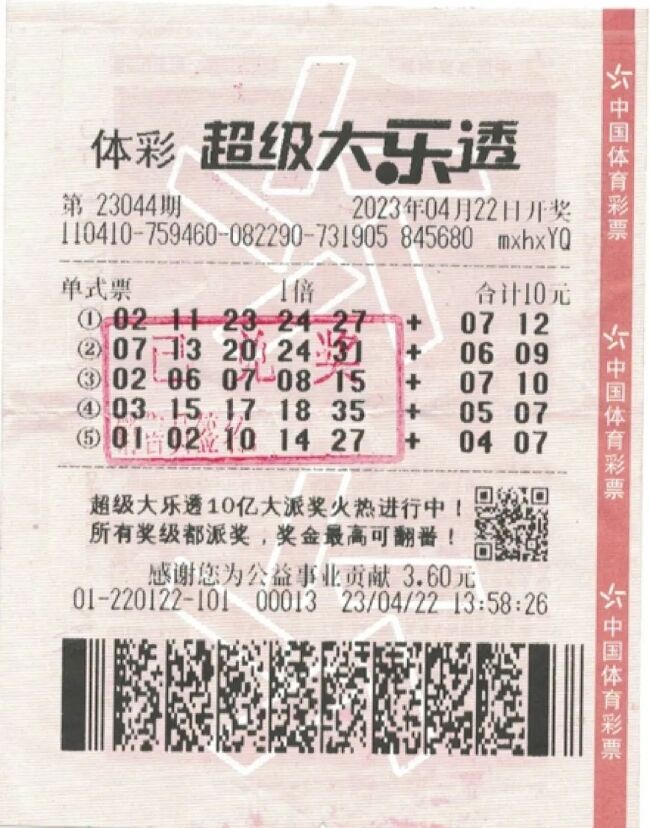 体彩 超级大乐透
第 23044期 2023年04月22日开奖
110410-759460-082290-731905 845680 mxhxYQ
单式票 1倍 合计10元
① 02 11 23 24 27 + 07 12
② 07 13 20 24 31 + 06 09
③ 02 06 07 08 15 + 07 10
④ 03 15 17 18 35 + 05 07
⑤ 01 02 10 14 27 + 04 07
已兑奖
超级大乐透10亿大派奖火热进行中！
所有奖级都派奖，奖金最高可翻番！
感谢您为公益事业贡献 3.60元
01-220122-101 00013 23/04/22 13:58:26
中国体育彩票
中国体育彩票
中国体育彩票